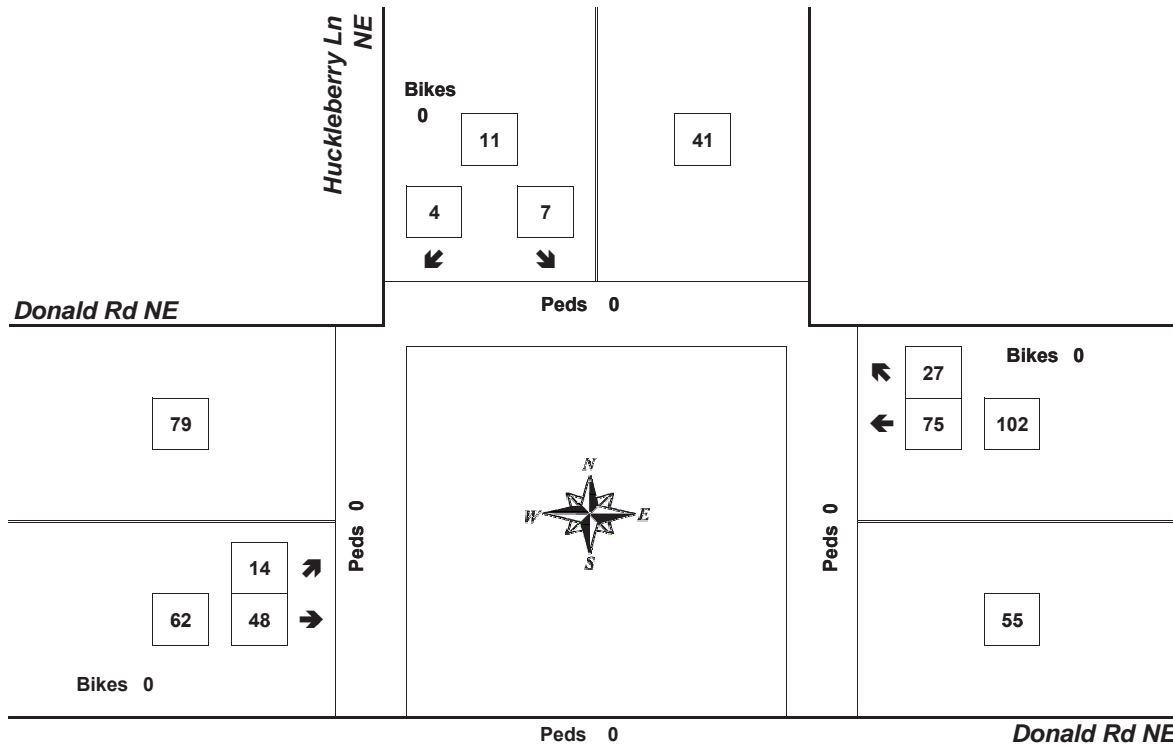 Huckleberry Ln
NE
Bikes
0
11
41
4
7
Peds 0
Donald Rd NE
27
Bikes 0
79
75
102
N
W
E
S
Peds 0
Peds 0
14
62
48
55
Bikes 0
Peds 0
Donald Rd NE